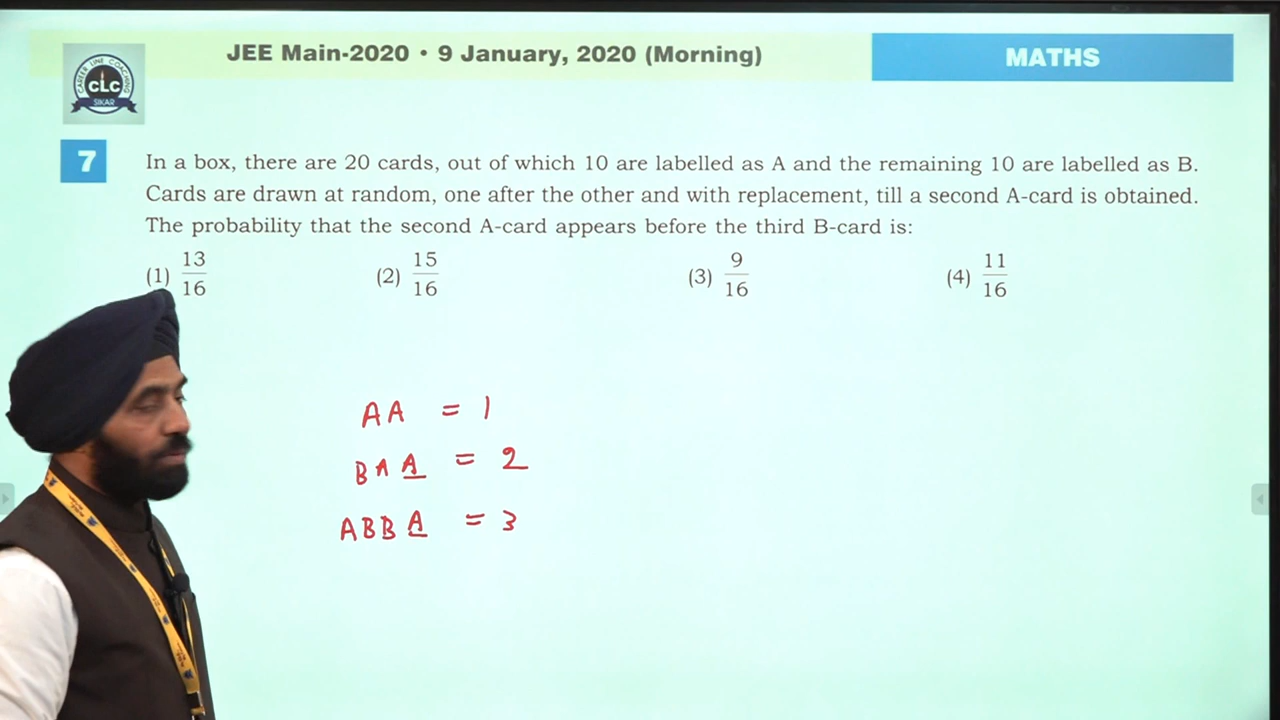 JEE Main-2020 • 9 January, 2020 (Morning)
MATHS
CAREER LINE COACHING
CLC
SIKAR
7
In a box, there are 20 cards, out of which 10 are labelled as A and the remaining 10 are labelled as B.
Cards are drawn at random, one after the other and with replacement, till a second A-card is obtained.
The probability that the second A-card appears before the third B-card is:
(1) 13/16 (2) 15/16 (3) 9/16 (4) 11/16
AA = 1
BAA = 2
ABBA = 3